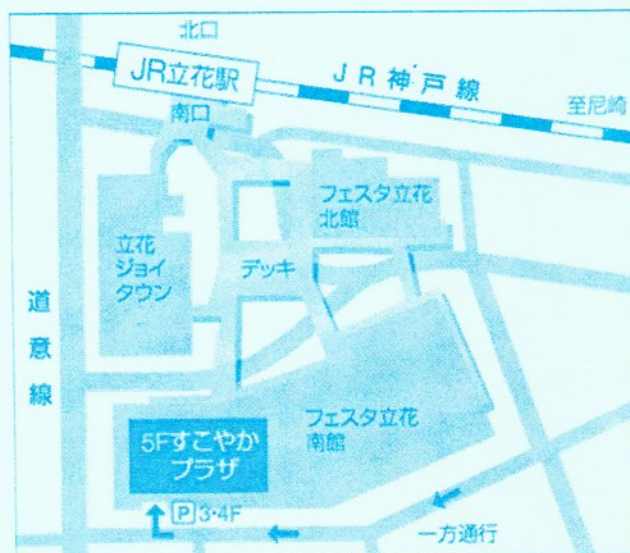 北口
JR立花駅
JR神戸線
至尼崎
南口
フェスタ立花
北館
立花
ジョイ
タウン
デッキ
道意線
フェスタ立花
南館
5Fすこやか
プラザ
P 3・4F
一方通行